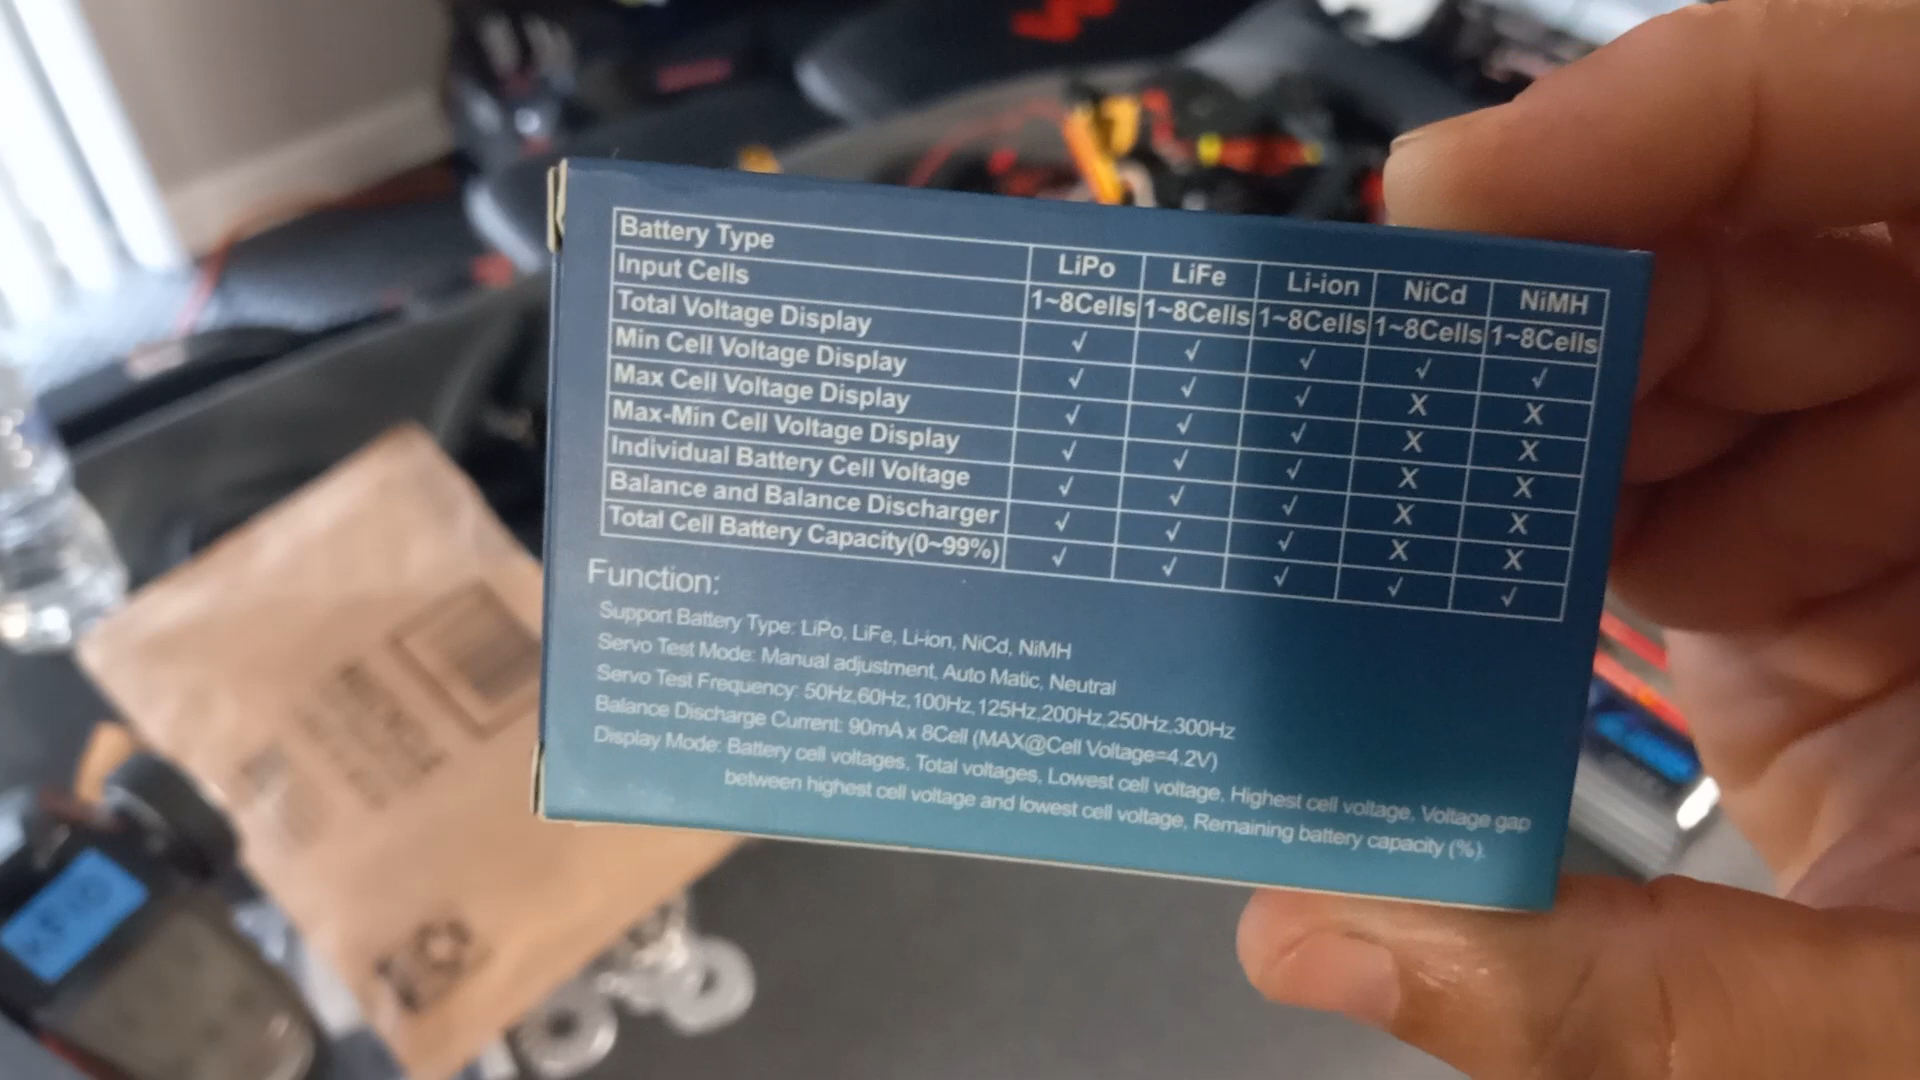 Battery Type LiPo LiFe Li-ion NiCd NiMH
Input Cells 1~8Cells 1~8Cells 1~8Cells 1~8Cells 1~8Cells
Total Voltage Display √ √ √ √ √
Min Cell Voltage Display √ √ √ X X
Max Cell Voltage Display √ √ √ X X
Max-Min Cell Voltage Display √ √ √ X X
Individual Battery Cell Voltage √ √ √ X X
Balance and Balance Discharger √ √ √ X X
Total Cell Battery Capacity(0~99%) √ √ √ √ √
Function:
Support Battery Type: LiPo, LiFe, Li-ion, NiCd, NiMH
Servo Test Mode: Manual adjustment, Auto Matic, Neutral
Servo Test Frequency: 50Hz,60Hz,100Hz,125Hz,200Hz,250Hz,300Hz
Balance Discharge Current: 90mA x 8Cell (MAX@Cell Voltage=4.2V)
Display Mode: Battery cell voltages, Total voltages, Lowest cell voltage, Highest cell voltage, Voltage gap
between highest cell voltage and lowest cell voltage, Remaining battery capacity (%).